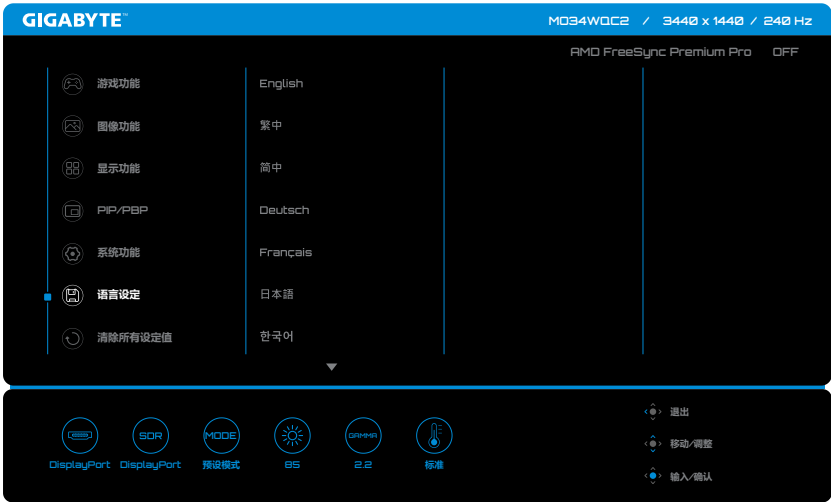 GIGABYTE™
MO34WQC2 / 3440 x 1440 / 240 Hz
AMD FreeSync Premium Pro OFF
游戏功能 English
图像功能 繁中
显示功能 简中
PIP/PBP Deutsch
系统功能 Français
语言设定 日本語
清除所有设定值 한국어
退出
移动/调整
输入/确认
SDR MODE GAMMA
DisplayPort DisplayPort 预设模式 85 2.2 标准